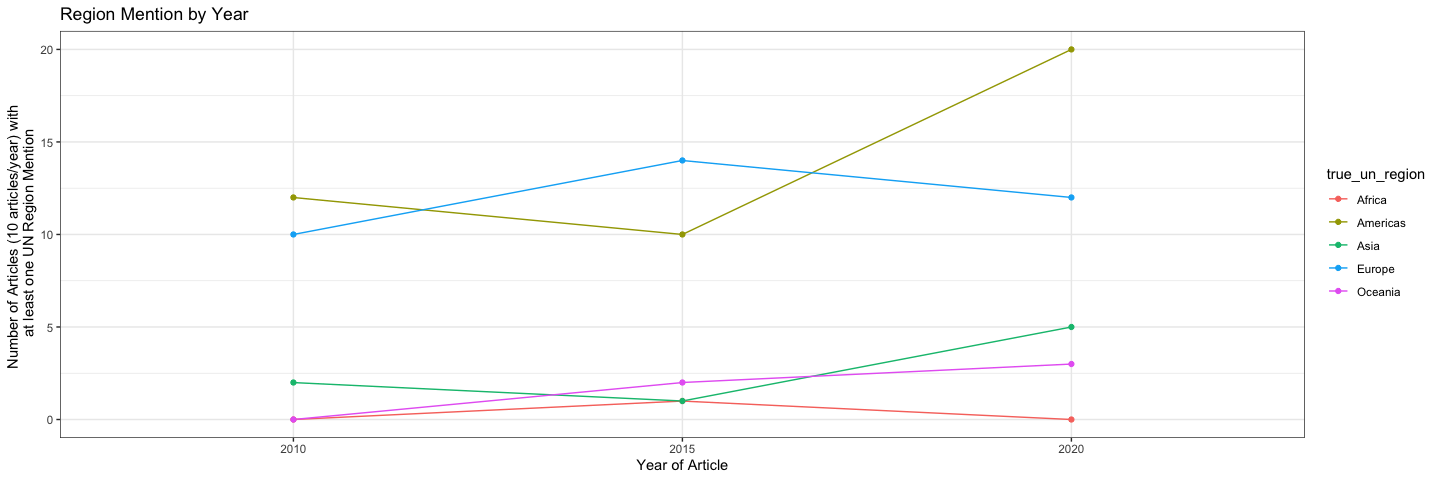 Region Mention by Year
Number of Articles (10 articles/year) with
at least one UN Region Mention
20
15
10
5
0
2010
2015
2020
Year of Article
true_un_region
Africa
Americas
Asia
Europe
Oceania